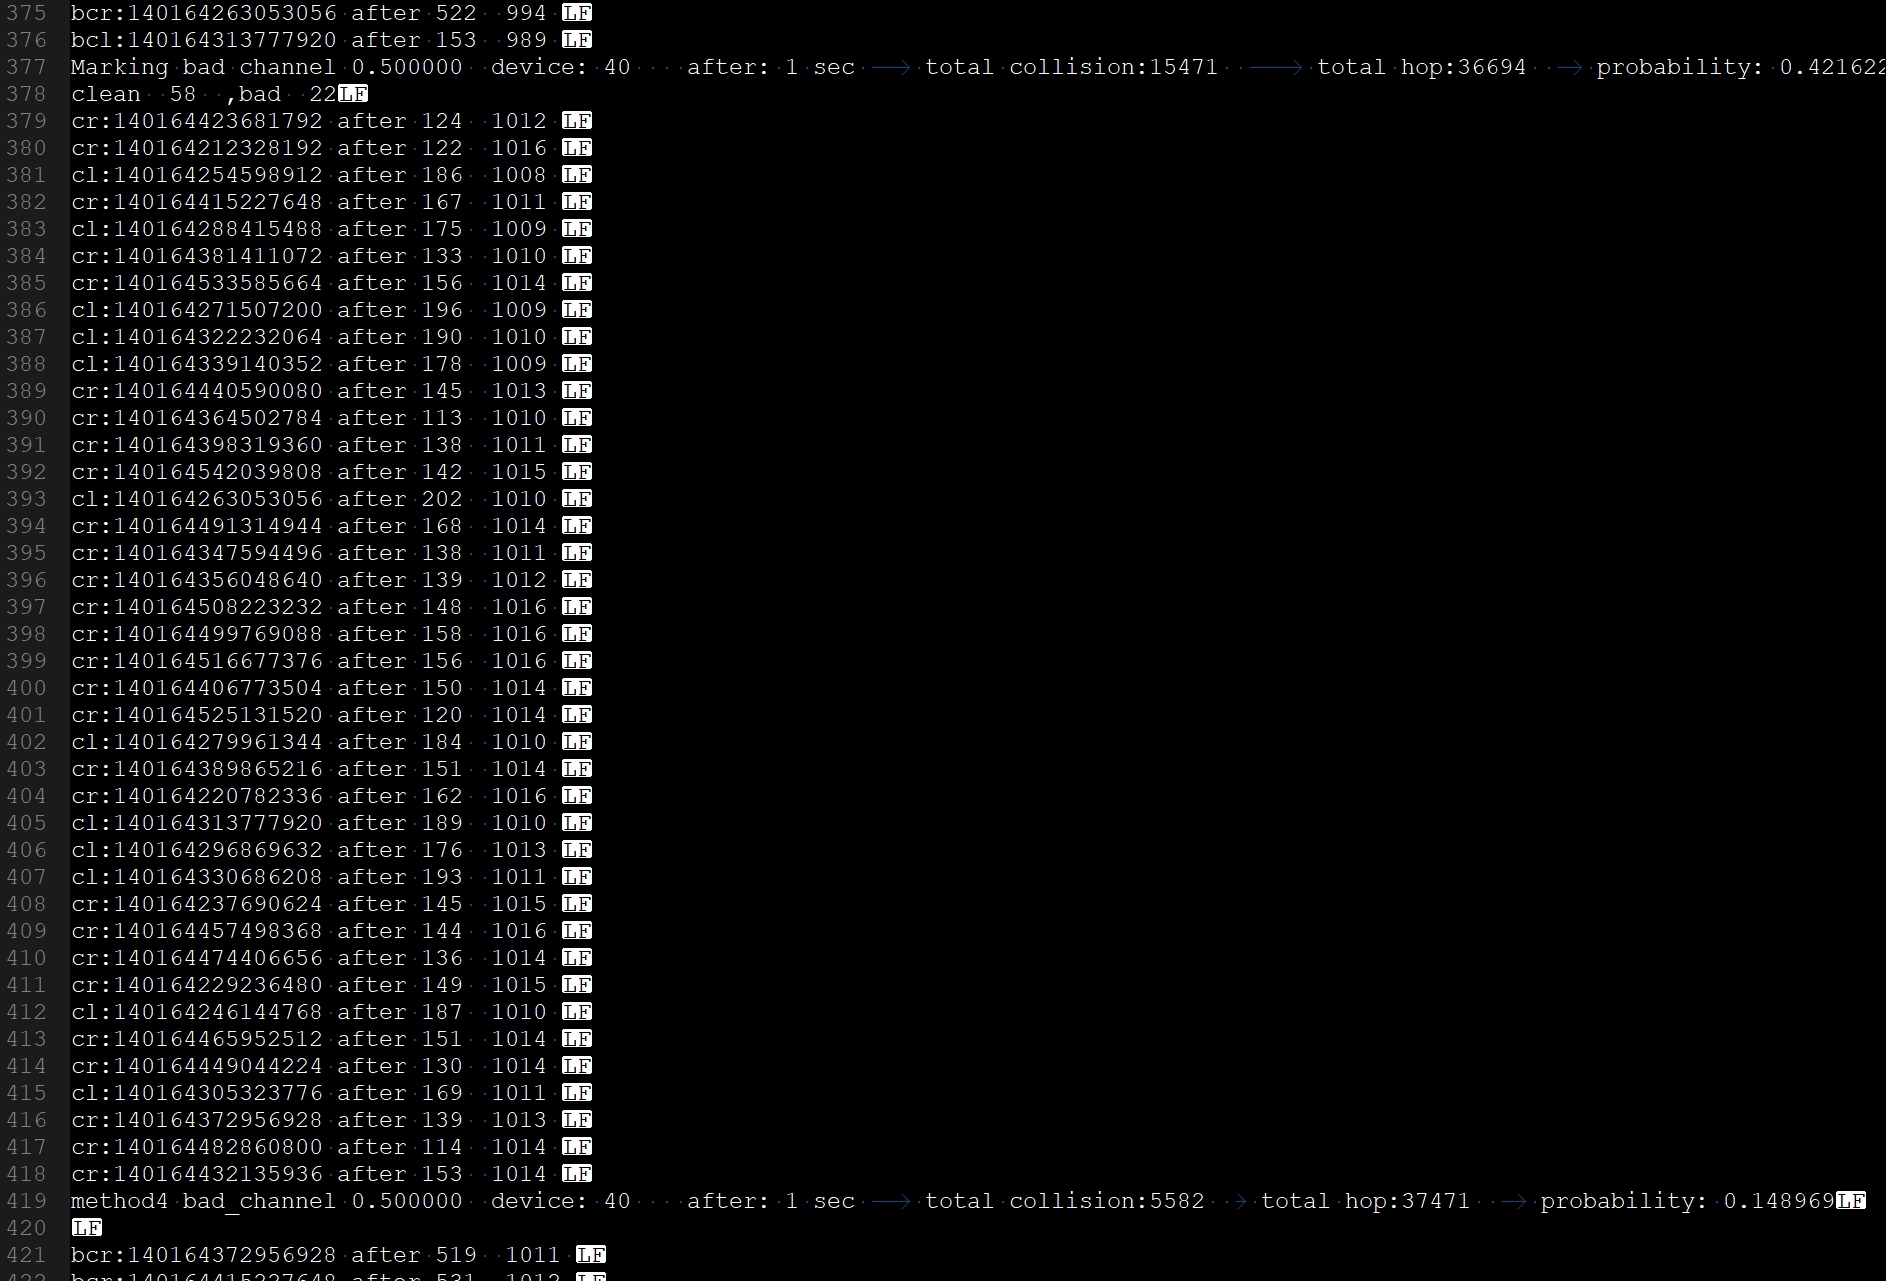 375 bcr:140164263053056 after 522 994 LF
376 bcl:140164313777920 after 153 989 LF
377 Marking bad channel 0.500000 device: 40 after: 1 sec → total collision:15471 → total hop:36694 → probability: 0.421622
378 clean 58 ,bad 22LF
379 cr:140164423681792 after 124 1012 LF
380 cr:140164212328192 after 122 1016 LF
381 cl:140164254598912 after 186 1008 LF
382 cr:140164415227648 after 167 1011 LF
383 cl:140164288415488 after 175 1009 LF
384 cr:140164381411072 after 133 1010 LF
385 cr:140164533585664 after 156 1014 LF
386 cl:140164271507200 after 196 1009 LF
387 cl:140164322232064 after 190 1010 LF
388 cl:140164339140352 after 178 1009 LF
389 cr:140164440590080 after 145 1013 LF
390 cr:140164364502784 after 113 1010 LF
391 cr:140164398319360 after 138 1011 LF
392 cr:140164542039808 after 142 1015 LF
393 cl:140164263053056 after 202 1010 LF
394 cr:140164491314944 after 168 1014 LF
395 cr:140164347594496 after 138 1011 LF
396 cr:140164356048640 after 139 1012 LF
397 cr:140164508223232 after 148 1016 LF
398 cr:140164499769088 after 158 1016 LF
399 cr:140164516677376 after 156 1016 LF
400 cr:140164406773504 after 150 1014 LF
401 cr:140164525131520 after 120 1014 LF
402 cl:140164279961344 after 184 1010 LF
403 cr:140164389865216 after 151 1014 LF
404 cr:140164220782336 after 162 1016 LF
405 cl:140164313777920 after 189 1010 LF
406 cl:140164296869632 after 176 1013 LF
407 cl:140164330686208 after 193 1011 LF
408 cr:140164237690624 after 145 1015 LF
409 cr:140164457498368 after 144 1016 LF
410 cr:140164474406656 after 136 1014 LF
411 cr:140164229236480 after 149 1015 LF
412 cl:140164246144768 after 187 1010 LF
413 cr:140164465952512 after 151 1014 LF
414 cr:140164449044224 after 130 1014 LF
415 cl:140164305323776 after 169 1011 LF
416 cr:140164372956928 after 139 1013 LF
417 cr:140164482860800 after 114 1014 LF
418 cr:140164432135936 after 153 1014 LF
419 method4 bad_channel 0.500000 device: 40 after: 1 sec → total collision:5582 → total hop:37471 → probability: 0.148969LF
420 LF
421 bcr:140164372956928 after 519 1011 LF
422 bcr:140164415227648 after 531 1012 LF